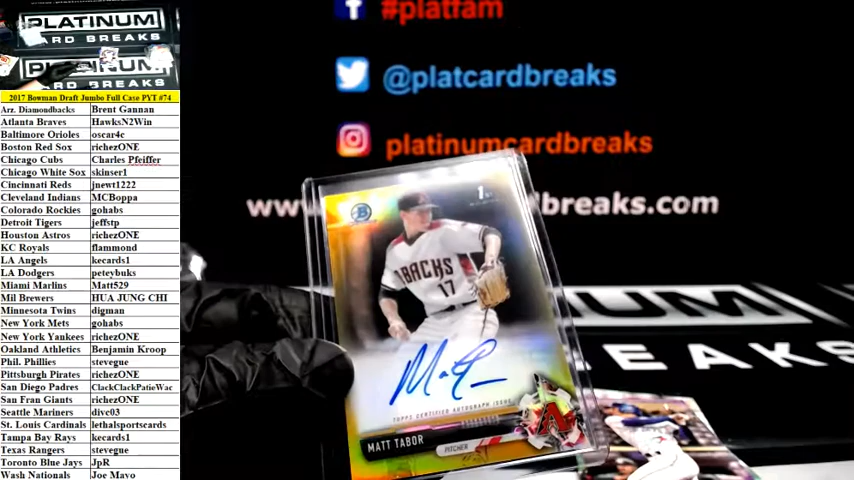 PLATINUM
CARD BREAKS
PLATINUM
CARD BREAKS
2017 Bowman Draft Jumbo Full Case PYT #74
Arz. Diamondbacks Brent Gannan
Atlanta Braves HawksN2Win
Baltimore Orioles oscar4c
Boston Red Sox richezONE
Chicago Cubs Charles Pfeiffer
Chicago White Sox skinser1
Cincinnati Reds jnewt1222
Cleveland Indians MCBoppa
Colorado Rockies gohabs
Detroit Tigers jeffstp
Houston Astros richezONE
KC Royals flammond
LA Angels kecards1
LA Dodgers peteybuks
Miami Marlins Matt529
Mil Brewers HUA JUNG CHI
Minnesota Twins digman
New York Mets gohabs
New York Yankees richezONE
Oakland Athletics Benjamin Kroop
Phil. Phillies stevegue
Pittsburgh Pirates richezONE
San Diego Padres ClackClackPatieWac
San Fran Giants richezONE
Seattle Mariners divc03
St. Louis Cardinals lethalsportscards
Tampa Bay Rays kecards1
Texas Rangers stevegue
Toronto Blue Jays JpR
Wash Nationals Joe Mayo
#platfam
@platcardbreaks
platinumcardbreaks
www.
breaks.com
PLATINUM
BREAKS
1st
B
DBACKS
17
TOPPS CERTIFIED AUTOGRAPH ISSUE
MATT TABOR
PITCHER
A